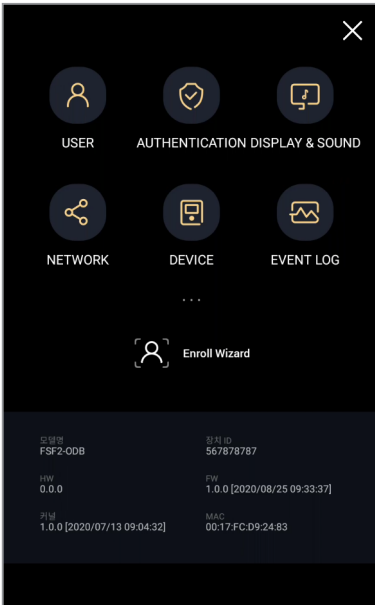 USER
AUTHENTICATION
DISPLAY & SOUND
NETWORK
DEVICE
EVENT LOG
...
Enroll Wizard
모델명
FSF2-ODB
장치 ID
567878787
HW
0.0.0
FW
1.0.0 [2020/08/25 09:33:37]
커널
1.0.0 [2020/07/13 09:04:32]
MAC
00:17:FC:D9:24:83